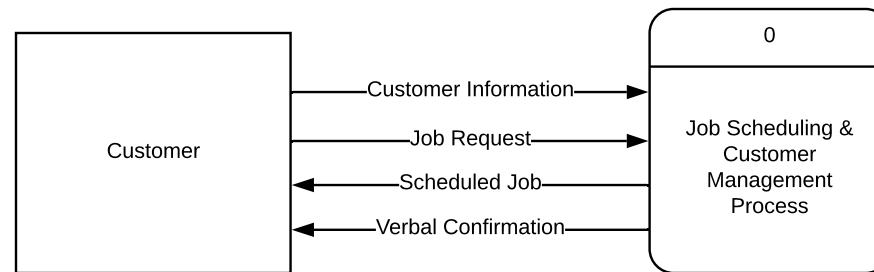 0
Customer Information
Job Request
Customer
Scheduled Job
Verbal Confirmation
Job Scheduling &
Customer
Management
Process